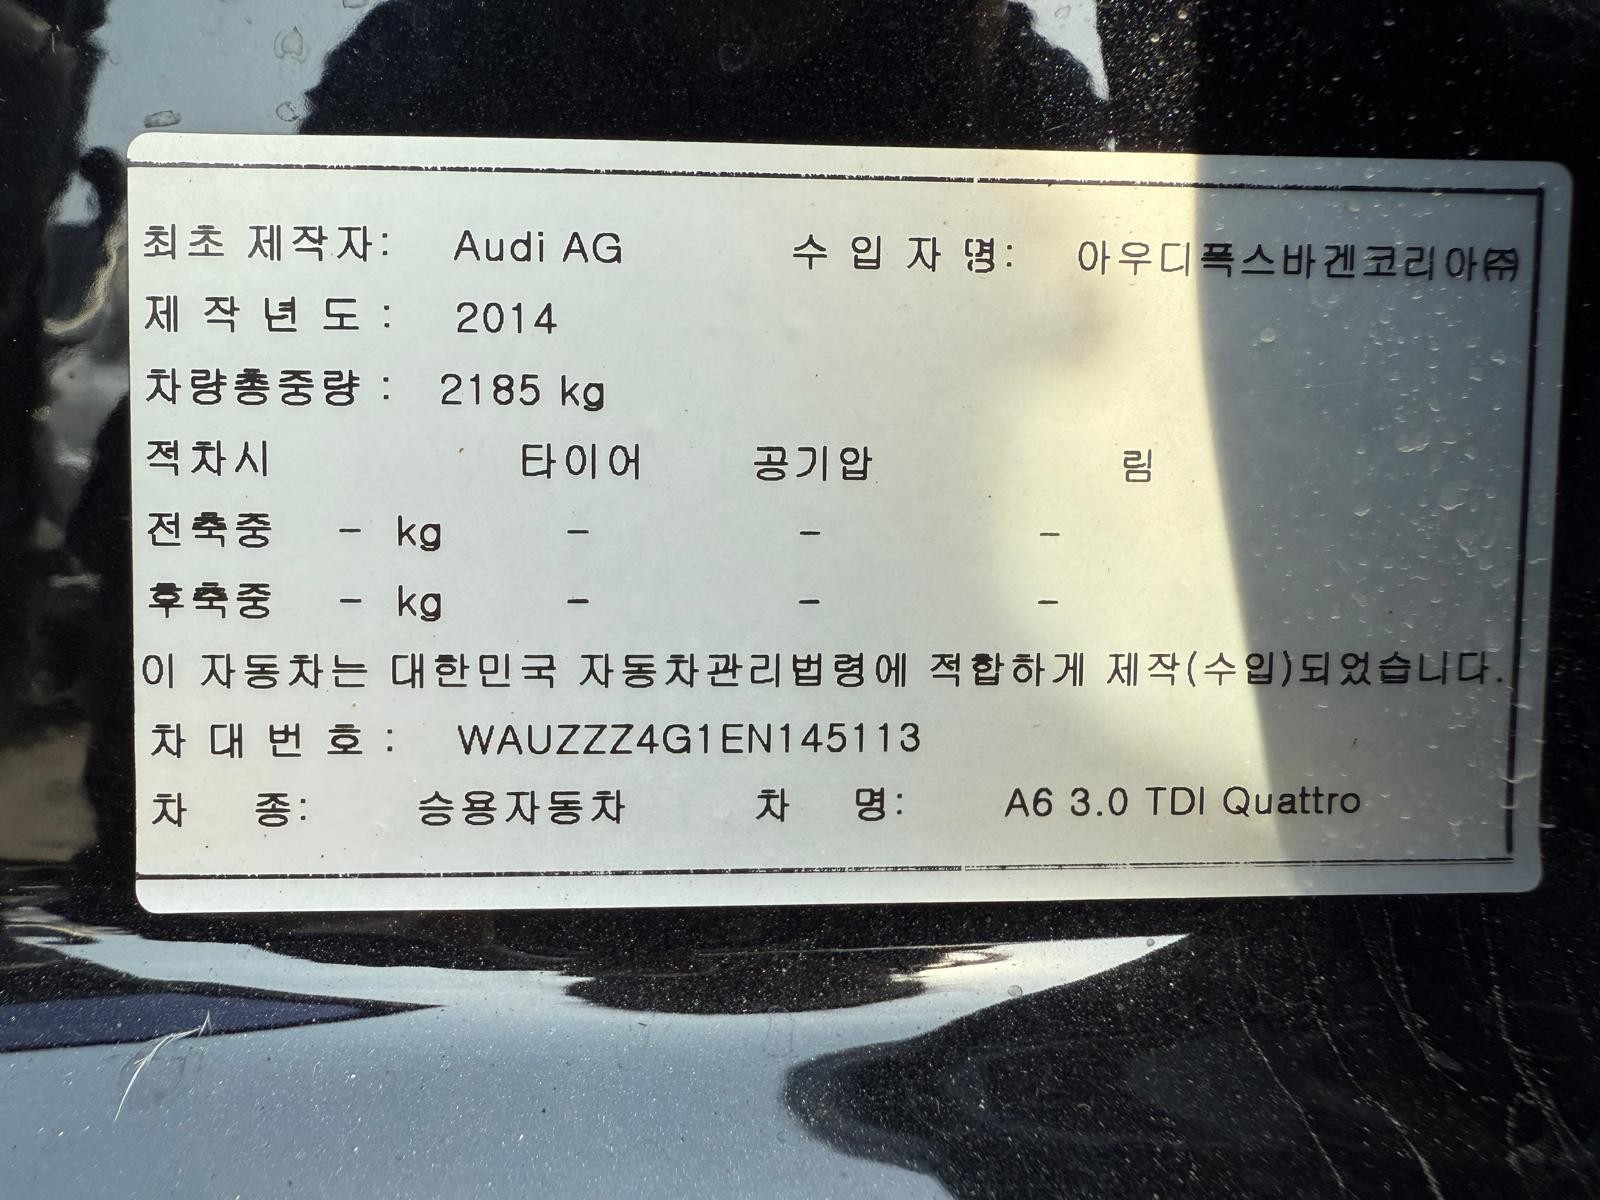 최초 제작자: Audi AG 수 입 자 명: 아우디폭스바겐코리아㈜
제 작 년 도 : 2014
차량총중량 : 2185 kg
적차시 타이어 공기압 림
전축중 - kg - - -
후축중 - kg - - -
이 자동차는 대한민국 자동차관리법령에 적합하게 제작(수입)되었습니다.
차 대 번 호 : WAUZZZ4G1EN145113
차 종: 승용자동차 차 명: A6 3.0 TDI Quattro